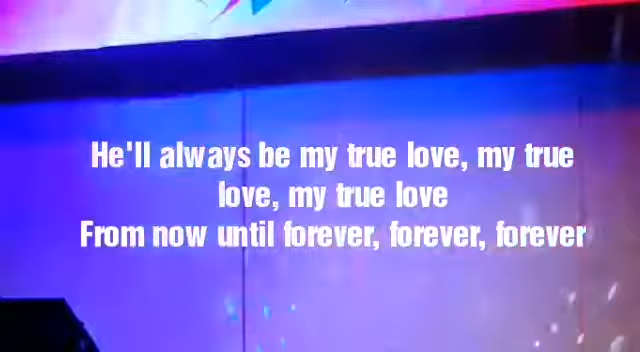 He'll always be my true love, my true
love, my true love
From now until forever, forever, forever